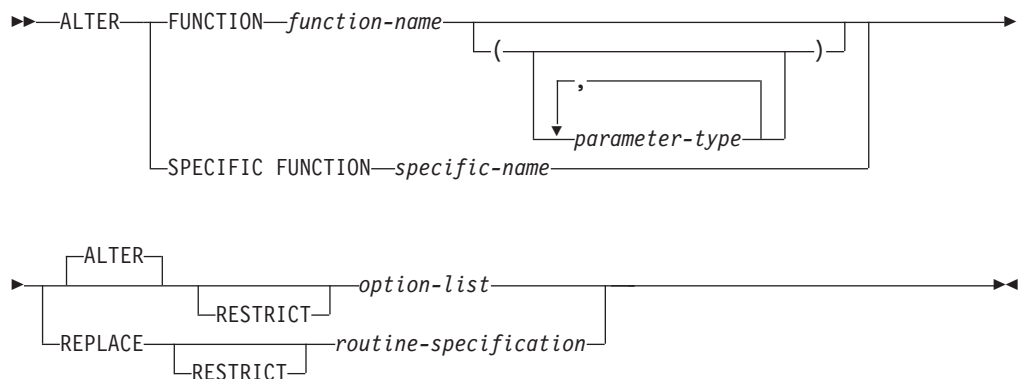 ALTER FUNCTION function-name
( )
,
parameter-type
SPECIFIC FUNCTION specific-name
ALTER
option-list
RESTRICT
REPLACE routine-specification
RESTRICT